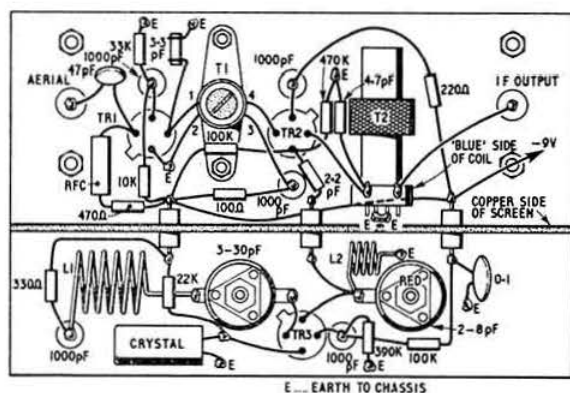 E
33K
3-3
pF
1000pF
47pF
AERIAL
TR1
T1
1
4
2
3
100K
E
1000pF
TR2
470K
E
4-7pF
T2
220Ω
IF OUTPUT
'BLUE' SIDE
OF COIL
-9V
RFC
10K
E
470Ω
100Ω
1000
pF
2-2
pF
E E
COPPER SIDE
OF SCREEN
330Ω
L1
22K
3-30pF
L2
E
RED
0-1
E
2-8pF
1000pF
CRYSTAL
E
E
TR3
1000
pF
E
390K
100K
E___ EARTH TO CHASSIS